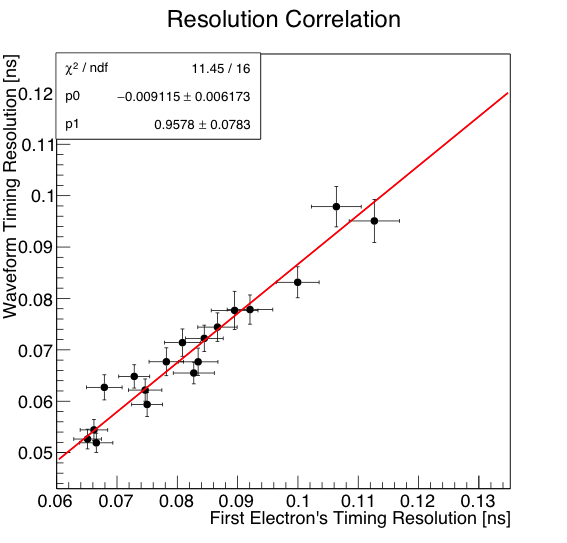 Resolution Correlation
χ² / ndf 11.45 / 16
p0 −0.009115 ± 0.006173
p1 0.9578 ± 0.0783
Waveform Timing Resolution [ns]
0.12
0.11
0.1
0.09
0.08
0.07
0.06
0.05
0.06 0.07 0.08 0.09 0.1 0.11 0.12 0.13
First Electron's Timing Resolution [ns]